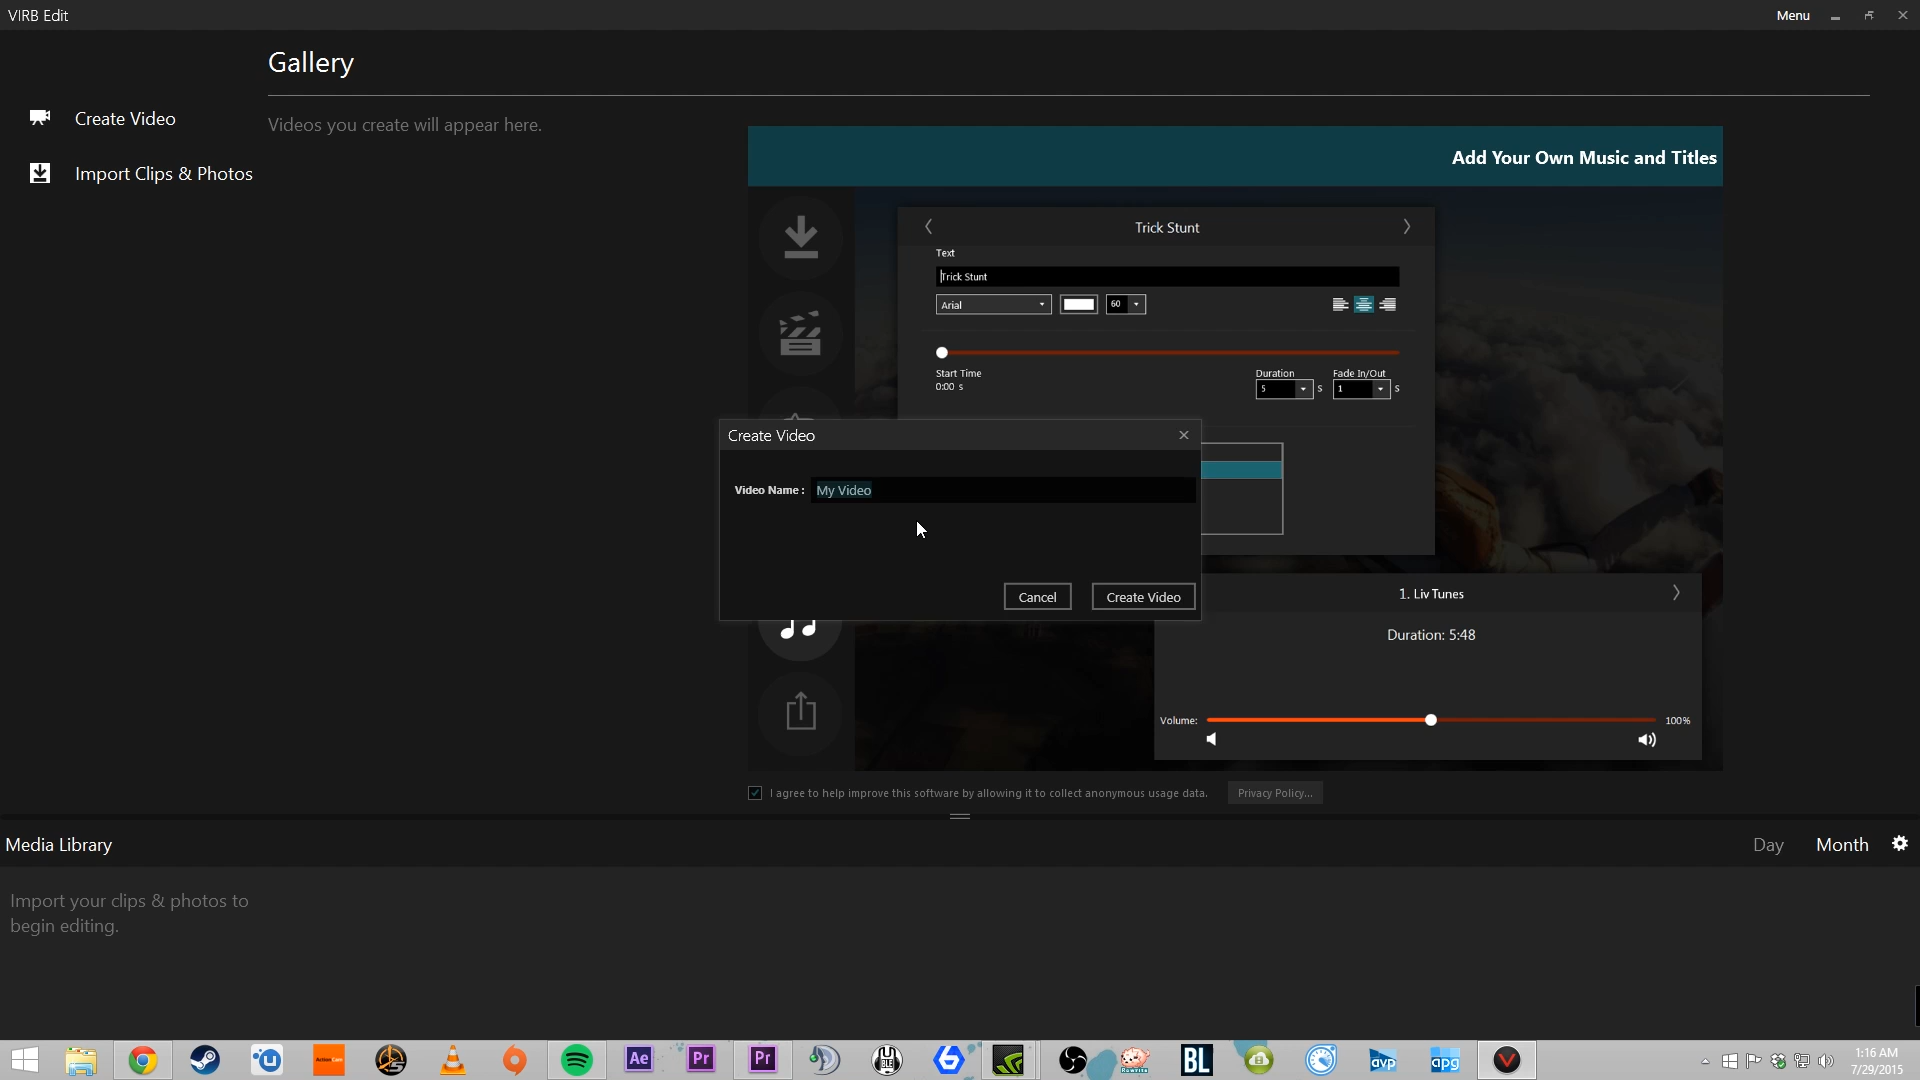 VIRB Edit
Menu
Gallery
Create Video
Import Clips & Photos
Videos you create will appear here.
Add Your Own Music and Titles
Trick Stunt
Text
Trick Stunt
Arial
60
Start Time
0:00 s
Duration
5 s
Fade In/Out
1 s
Create Video
Video Name :
My Video
Cancel
Create Video
1. Liv Tunes
Duration: 5:48
Volume:
100%
I agree to help improve this software by allowing it to collect anonymous usage data.
Privacy Policy...
Media Library
Day
Month
Import your clips & photos to
begin editing.
Ae
Pr
Pr
BLE
BL
avp
apg
1:16 AM
7/29/2015